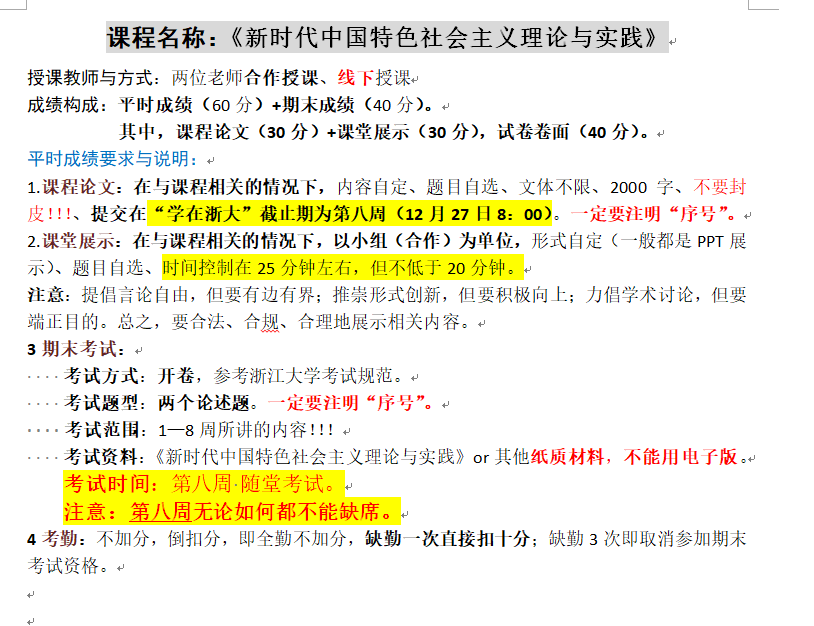 课程名称：《新时代中国特色社会主义理论与实践》
授课教师与方式：两位老师合作授课、线下授课
成绩构成：平时成绩（60 分）+期末成绩（40 分）。
其中，课程论文（30 分）+课堂展示（30 分），试卷卷面（40 分）。
平时成绩要求与说明：
1.课程论文：在与课程相关的情况下，内容自定、题目自选、文体不限、2000 字、不要封
皮!!!、提交在“学在浙大”截止期为第八周（12 月 27 日 8：00）。一定要注明“序号”。
2.课堂展示：在与课程相关的情况下，以小组（合作）为单位，形式自定（一般都是 PPT 展
示）、题目自选、时间控制在 25 分钟左右，但不低于 20 分钟。
注意：提倡言论自由，但要有边有界；推崇形式创新，但要积极向上；力倡学术讨论，但要
端正目的。总之，要合法、合规、合理地展示相关内容。
3 期末考试：
考试方式：开卷，参考浙江大学考试规范。
考试题型：两个论述题。一定要注明“序号”。
考试范围：1—8 周所讲的内容!!!
考试资料：《新时代中国特色社会主义理论与实践》or 其他纸质材料，不能用电子版。
考试时间：第八周·随堂考试。
注意：第八周无论如何都不能缺席。
4 考勤：不加分，倒扣分，即全勤不加分，缺勤一次直接扣十分；缺勤 3 次即取消参加期末
考试资格。